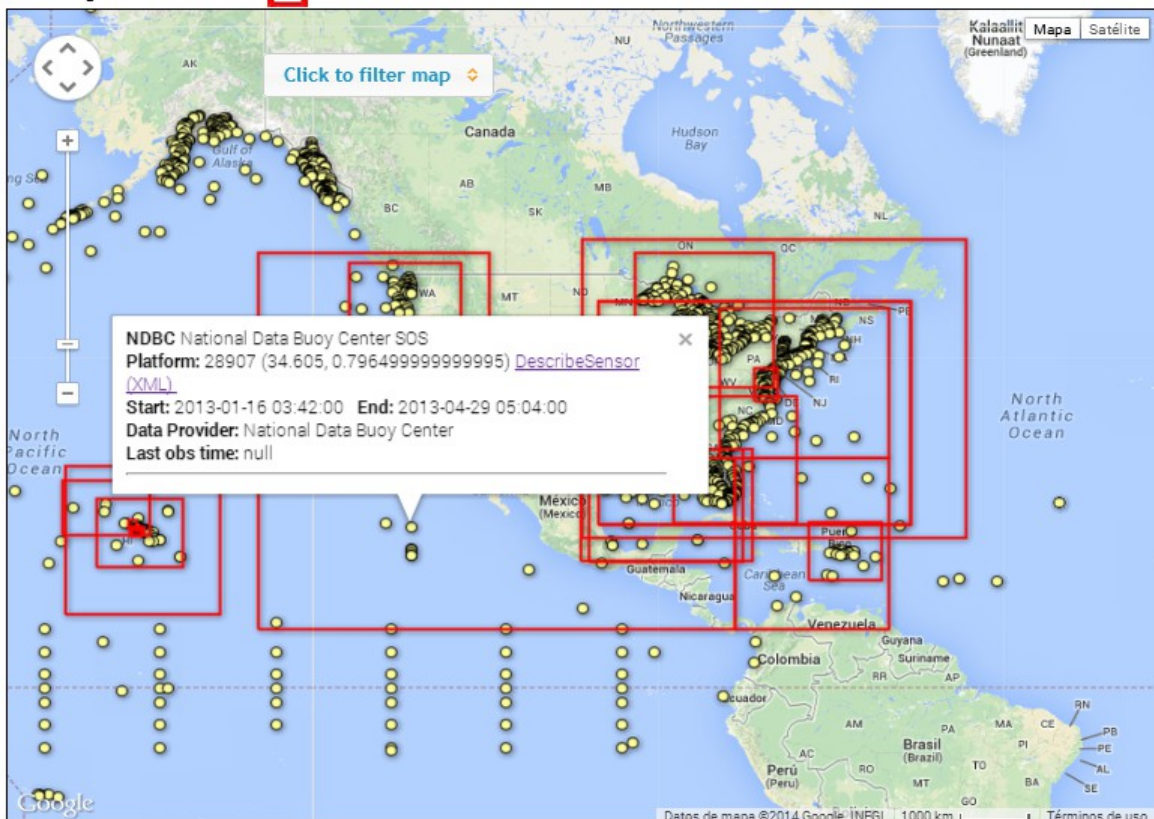 Northwestern
Passages
Kalaallit
Nunaat
(Greenland)
Mapa
Satélite
NU
AK
Click to filter map
Canada
Hudson
Bay
Gulf of
Alaska
AB
MB
BC
SK
NL
ON
QC
WA
MT
ND
MN
NB
PE
NS
NDBC National Data Buoy Center SOS
Platform: 28907 (34.605, 0.796499999999995) DescribeSensor
(XML)
Start: 2013-01-16 03:42:00 End: 2013-04-29 05:04:00
Data Provider: National Data Buoy Center
Last obs time: null
PA
WV
RI
NJ
DE
MD
NC
North
Pacific
Ocean
North
Atlantic
Ocean
México
(Mexico)
HI
Guatemala
Nicaragua
Venezuela
Guyana
Suriname
Colombia
RR
AP
AM
PA
MA
CE
RN
PB
PE
AL
SE
PI
TO
BA
Brasil
(Brazil)
AC
RO
MT
GO
Perú
(Peru)
Google
Datos de mapa ©2014 Google, INEGI
1000 km
Términos de uso